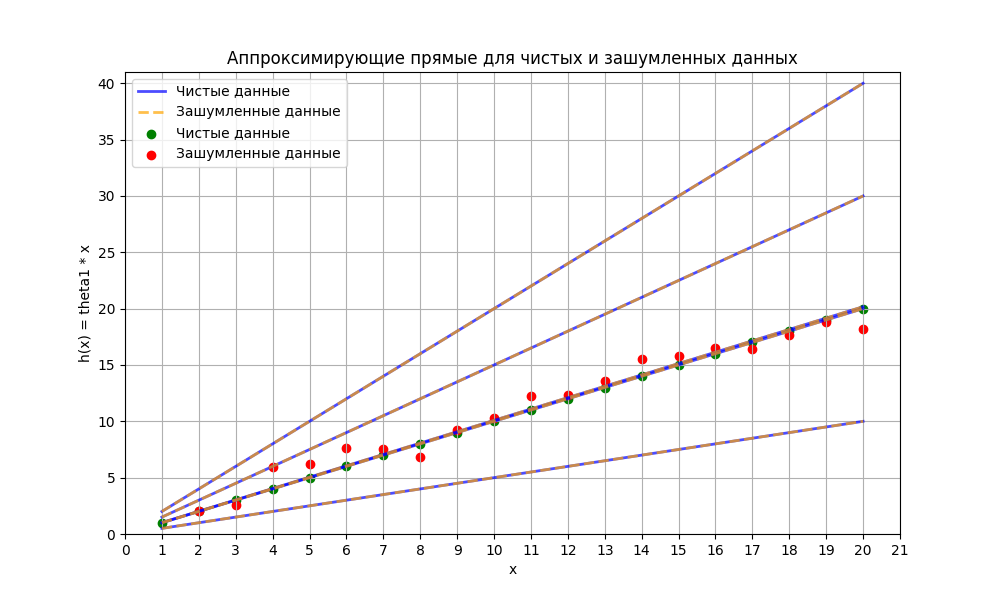 Аппроксимирующие прямые для чистых и зашумленных данных
Чистые данные
Зашумленные данные
Чистые данные
Зашумленные данные
h(x) = theta1 * x
40
35
30
25
20
15
10
5
0
0 1 2 3 4 5 6 7 8 9 10 11 12 13 14 15 16 17 18 19 20 21
x